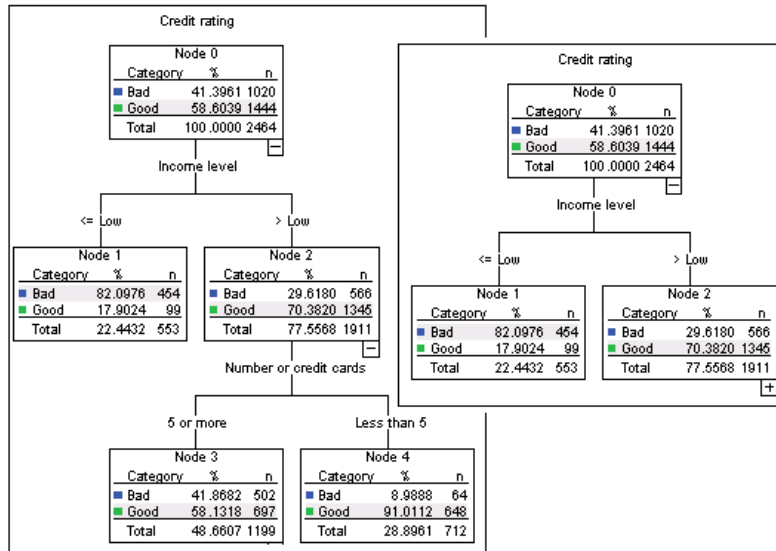 Credit rating
Node 0
Category % n
Bad 41.3961 1020
Good 58.6039 1444
Total 100.0000 2464
Income level
<= Low
> Low
Node 1
Category % n
Bad 82.0976 454
Good 17.9024 99
Total 22.4432 553
Node 2
Category % n
Bad 29.6180 566
Good 70.3820 1345
Total 77.5568 1911
Number or credit cards
5 or more
Less than 5
Node 3
Category % n
Bad 41.8682 502
Good 58.1318 697
Total 48.6607 1199
Node 4
Category % n
Bad 8.9888 64
Good 91.0112 648
Total 28.8961 712
Credit rating
Node 0
Category % n
Bad 41.3961 1020
Good 58.6039 1444
Total 100.0000 2464
Income level
<= Low
> Low
Node 1
Category % n
Bad 82.0976 454
Good 17.9024 99
Total 22.4432 553
Node 2
Category % n
Bad 29.6180 566
Good 70.3820 1345
Total 77.5568 1911